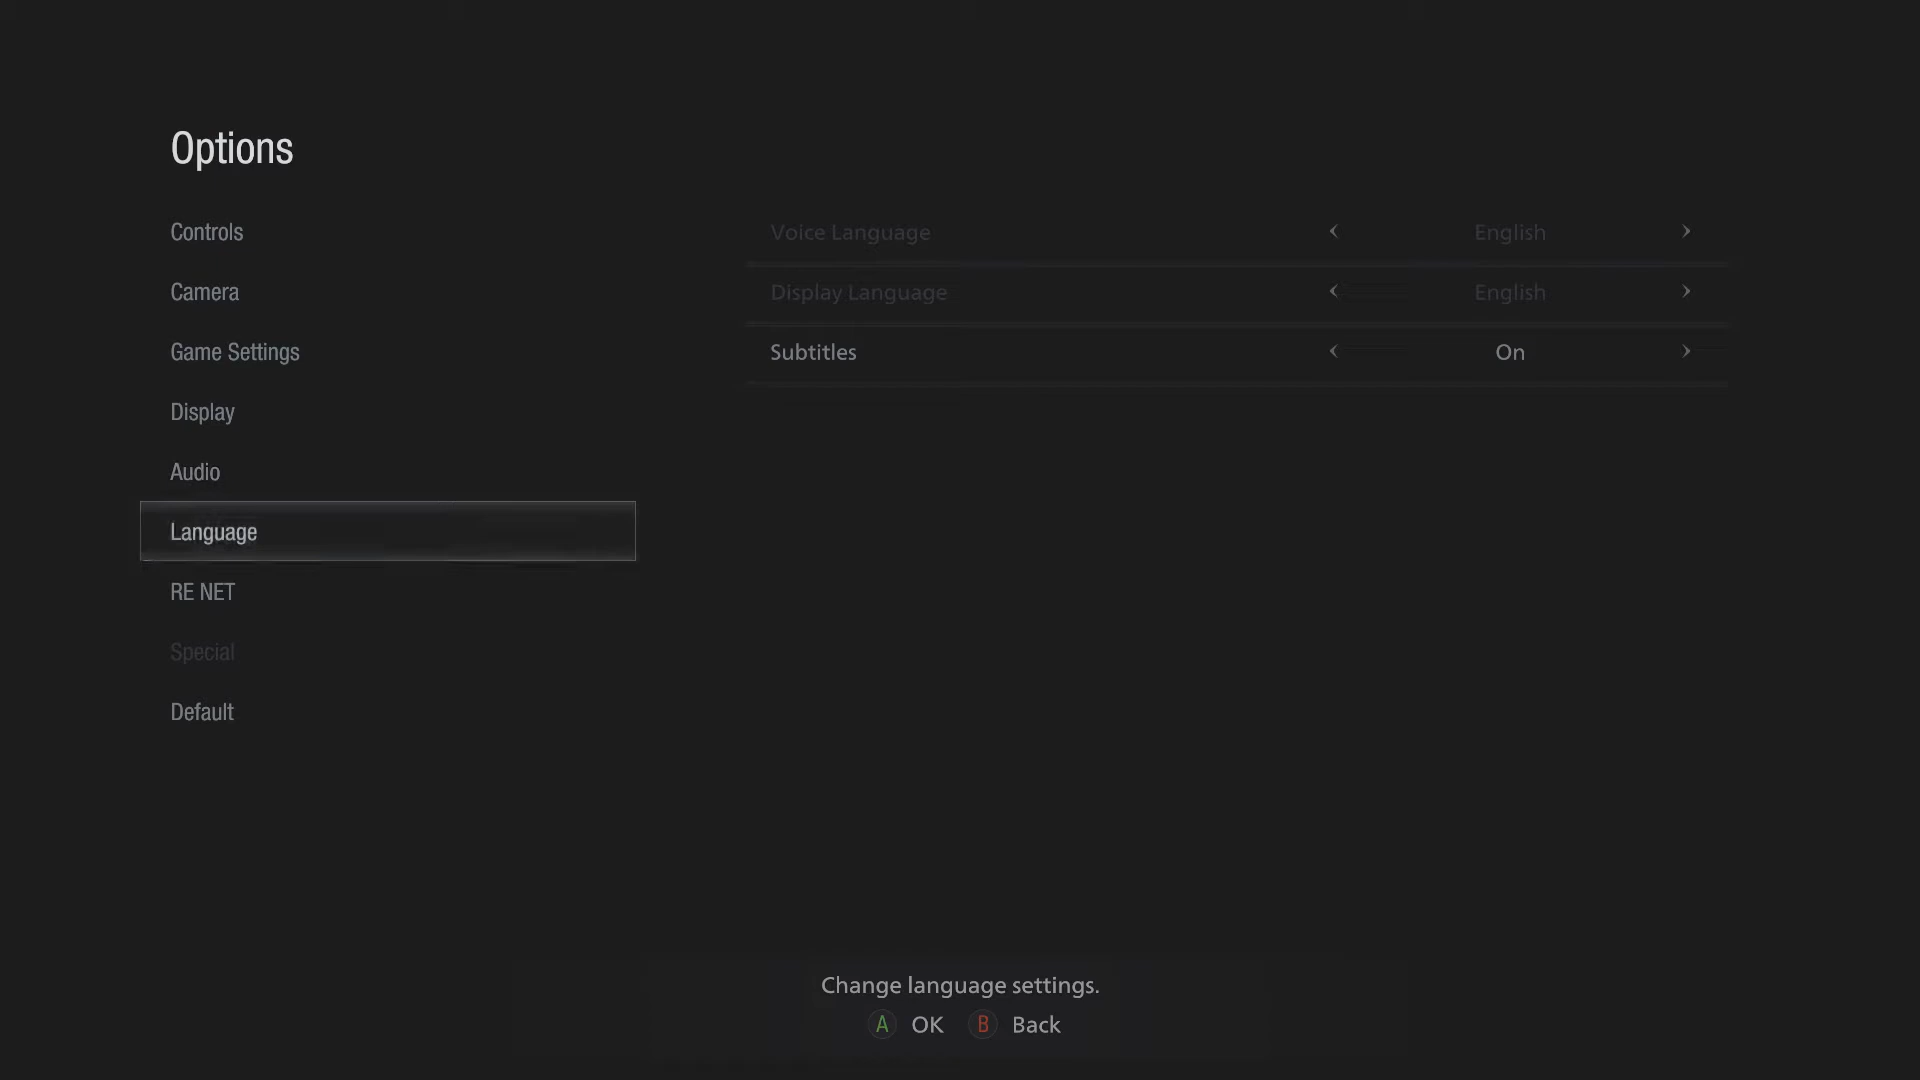 Options
Controls
Camera
Game Settings
Display
Audio
Language
RE NET
Special
Default
Voice Language English
Display Language English
Subtitles On
Change language settings.
A OK B Back